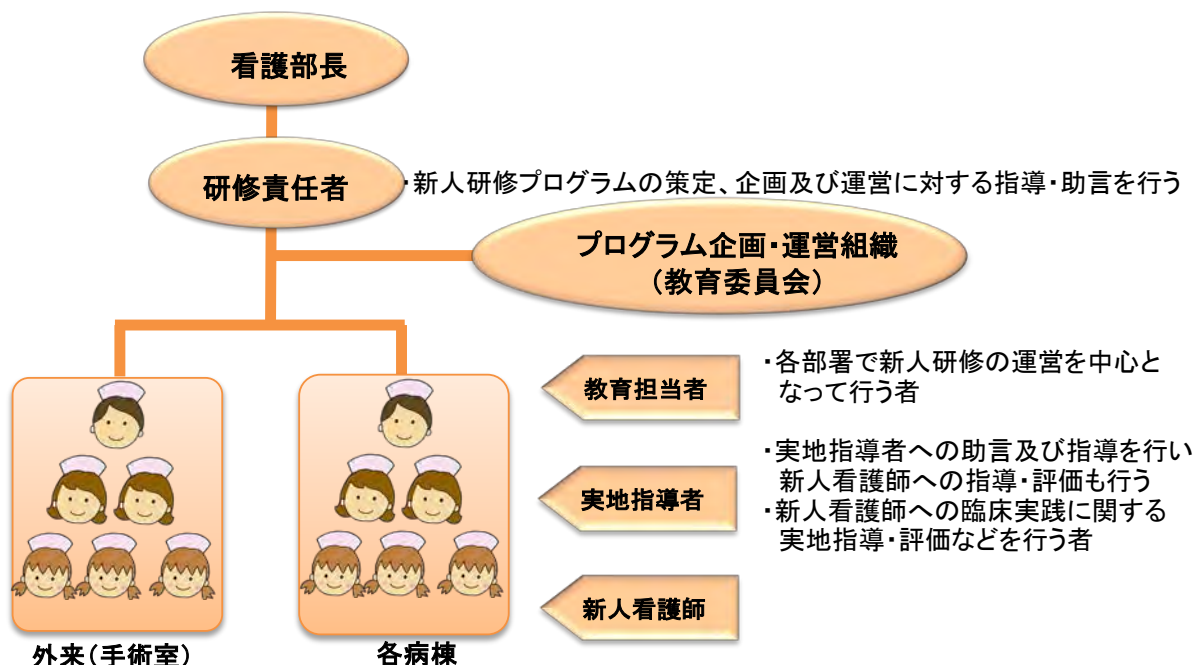 看護部長
研修責任者
・新人研修プログラムの策定、企画及び運営に対する指導・助言を行う
プログラム企画・運営組織
(教育委員会)
教育担当者
・各部署で新人研修の運営を中心と
なって行う者
実地指導者
・実地指導者への助言及び指導を行い
新人看護師への指導・評価も行う
・新人看護師への臨床実践に関する
実地指導・評価などを行う者
新人看護師
外来(手術室)
各病棟